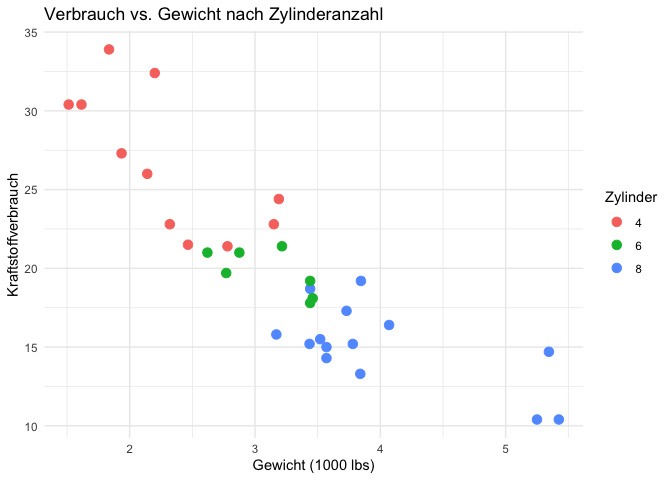 Verbrauch vs. Gewicht nach Zylinderanzahl
35
30
25
20
15
10
Kraftstoffverbrauch
2 3 4 5
Gewicht (1000 lbs)
Zylinder
4
6
8